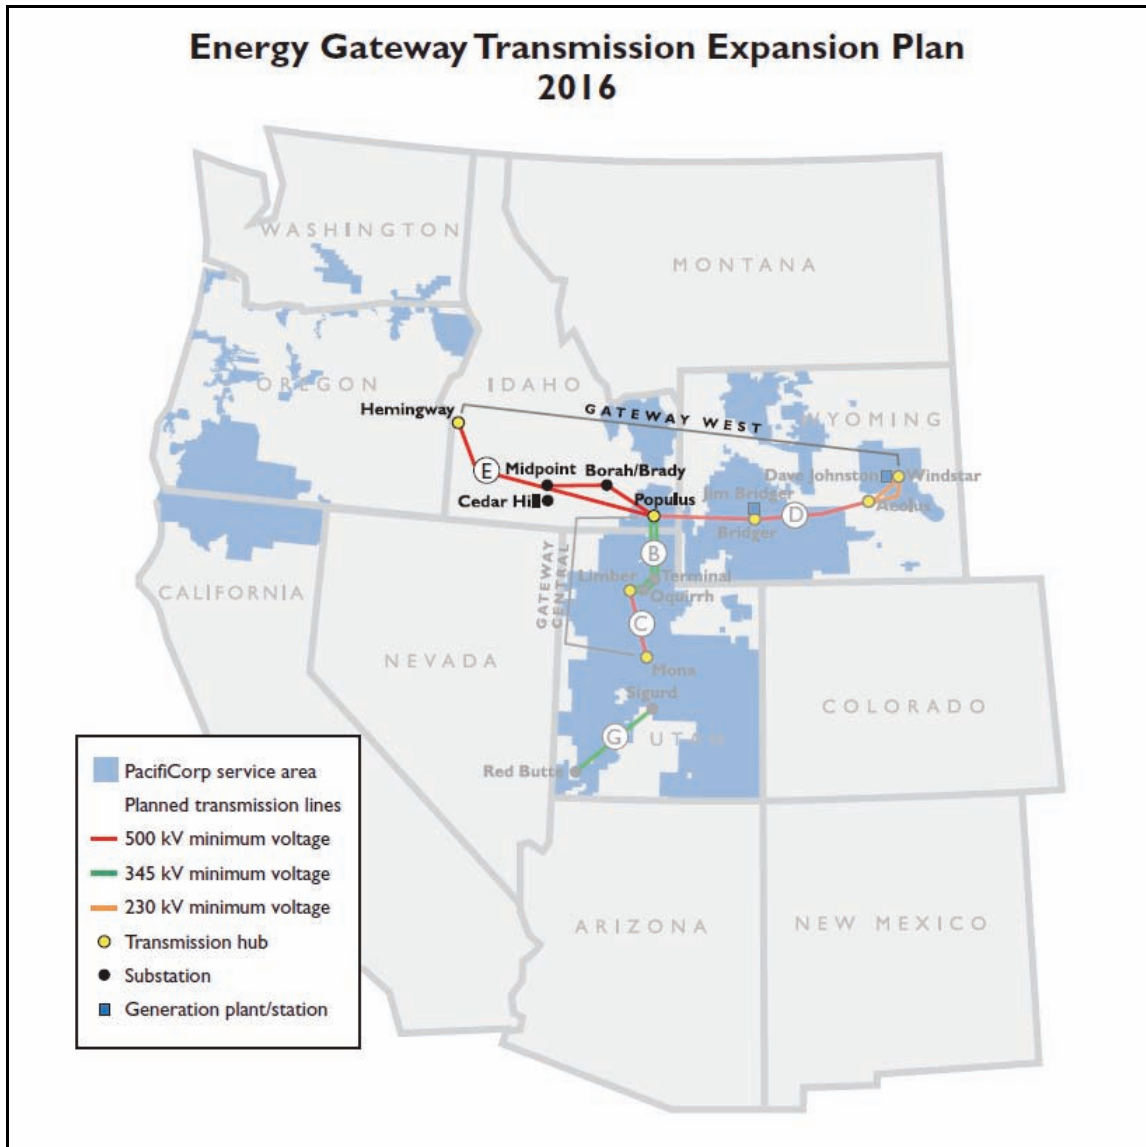 Energy Gateway Transmission Expansion Plan
2016
WASHINGTON
MONTANA
OREGON
IDAHO
WYOMING
Hemingway
GATEWAY WEST
E
Midpoint
Borah/Brady
Dave Johnston
Windstar
Cedar Hill
Populus
Jim Bridger
D
Aeolus
Bridger
B
GATEWAY
CENTRAL
Limber
Terminal
Oquirrh
CALIFORNIA
C
NEVADA
Mona
Sigurd
COLORADO
G
UTAH
Red Butte
PacifiCorp service area
Planned transmission lines
500 kV minimum voltage
345 kV minimum voltage
230 kV minimum voltage
Transmission hub
Substation
Generation plant/station
ARIZONA
NEW MEXICO